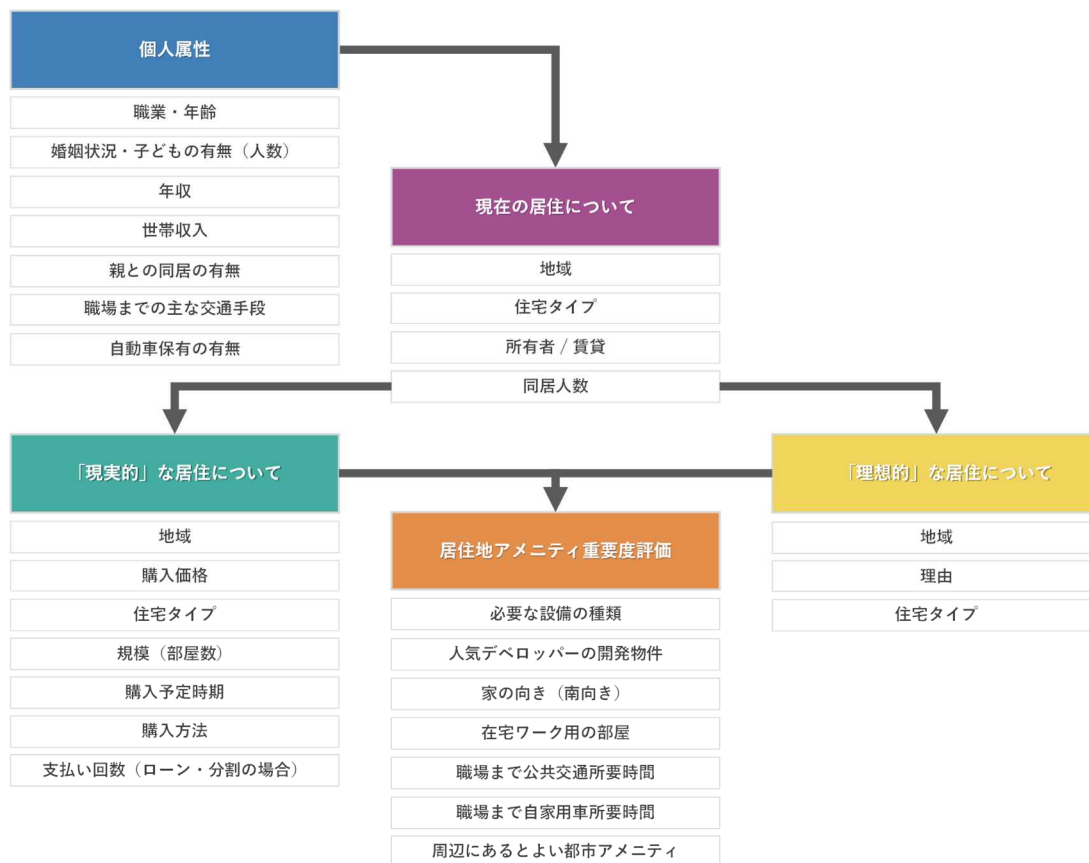 個人属性
職業・年齢
婚姻状況・子どもの有無（人数）
年収
世帯収入
親との同居の有無
職場までの主な交通手段
自動車保有の有無
現在の居住について
地域
住宅タイプ
所有者 / 賃貸
同居人数
「現実的」な居住について
地域
購入価格
住宅タイプ
規模（部屋数）
購入予定時期
購入方法
支払い回数（ローン・分割の場合）
居住地アメニティ重要度評価
必要な設備の種類
人気デベロッパーの開発物件
家の向き（南向き）
在宅ワーク用の部屋
職場まで公共交通所要時間
職場まで自家用車所要時間
周辺にあるとよい都市アメニティ
「理想的」な居住について
地域
理由
住宅タイプ